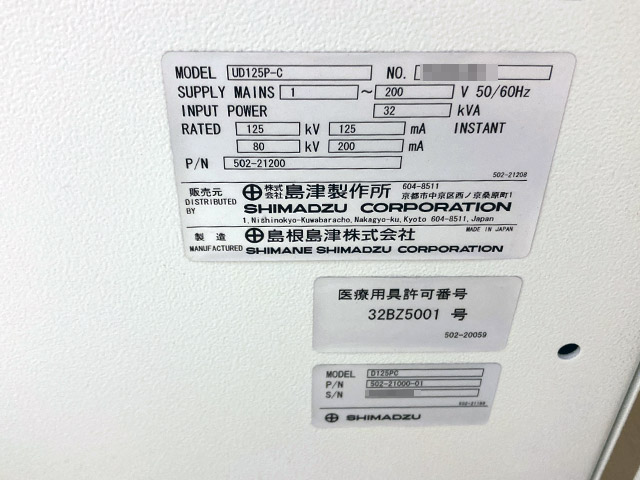 MODEL UD125P-C NO.
SUPPLY MAINS 1 ~ 200 V 50/60Hz
INPUT POWER 32 kVA
RATED 125 kV 125 mA INSTANT
80 kV 200 mA
P/N 502-21200
502-21208
販売元 株式会社 島津製作所 604-8511
京都市中京区西ノ京桑原町1
DISTRIBUTED BY SHIMADZU CORPORATION
1, Nishinokyo-Kuwabaracho, Nakagyo-ku, Kyoto 604-8511, Japan
製造 島根島津株式会社 MADE IN JAPAN
MANUFACTURED SHIMANE SHIMADZU CORPORATION
医療用具許可番号
32BZ5001 号
502-20059
MODEL D125PC
P/N 502-21000-01
S/N
SHIMADZU